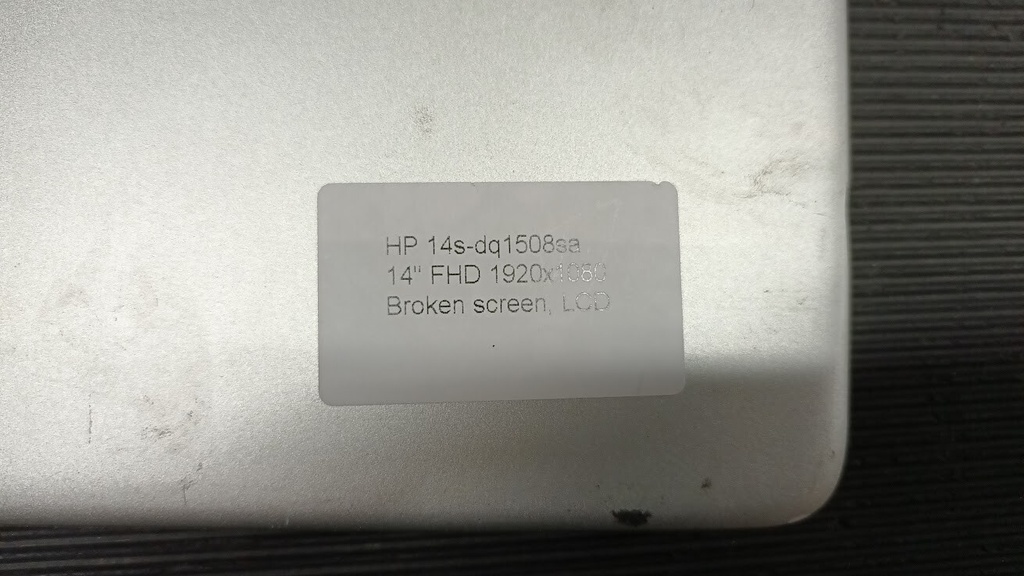 HP 14s-dq1508sa
14" FHD 1920x1080
Broken screen, LCD